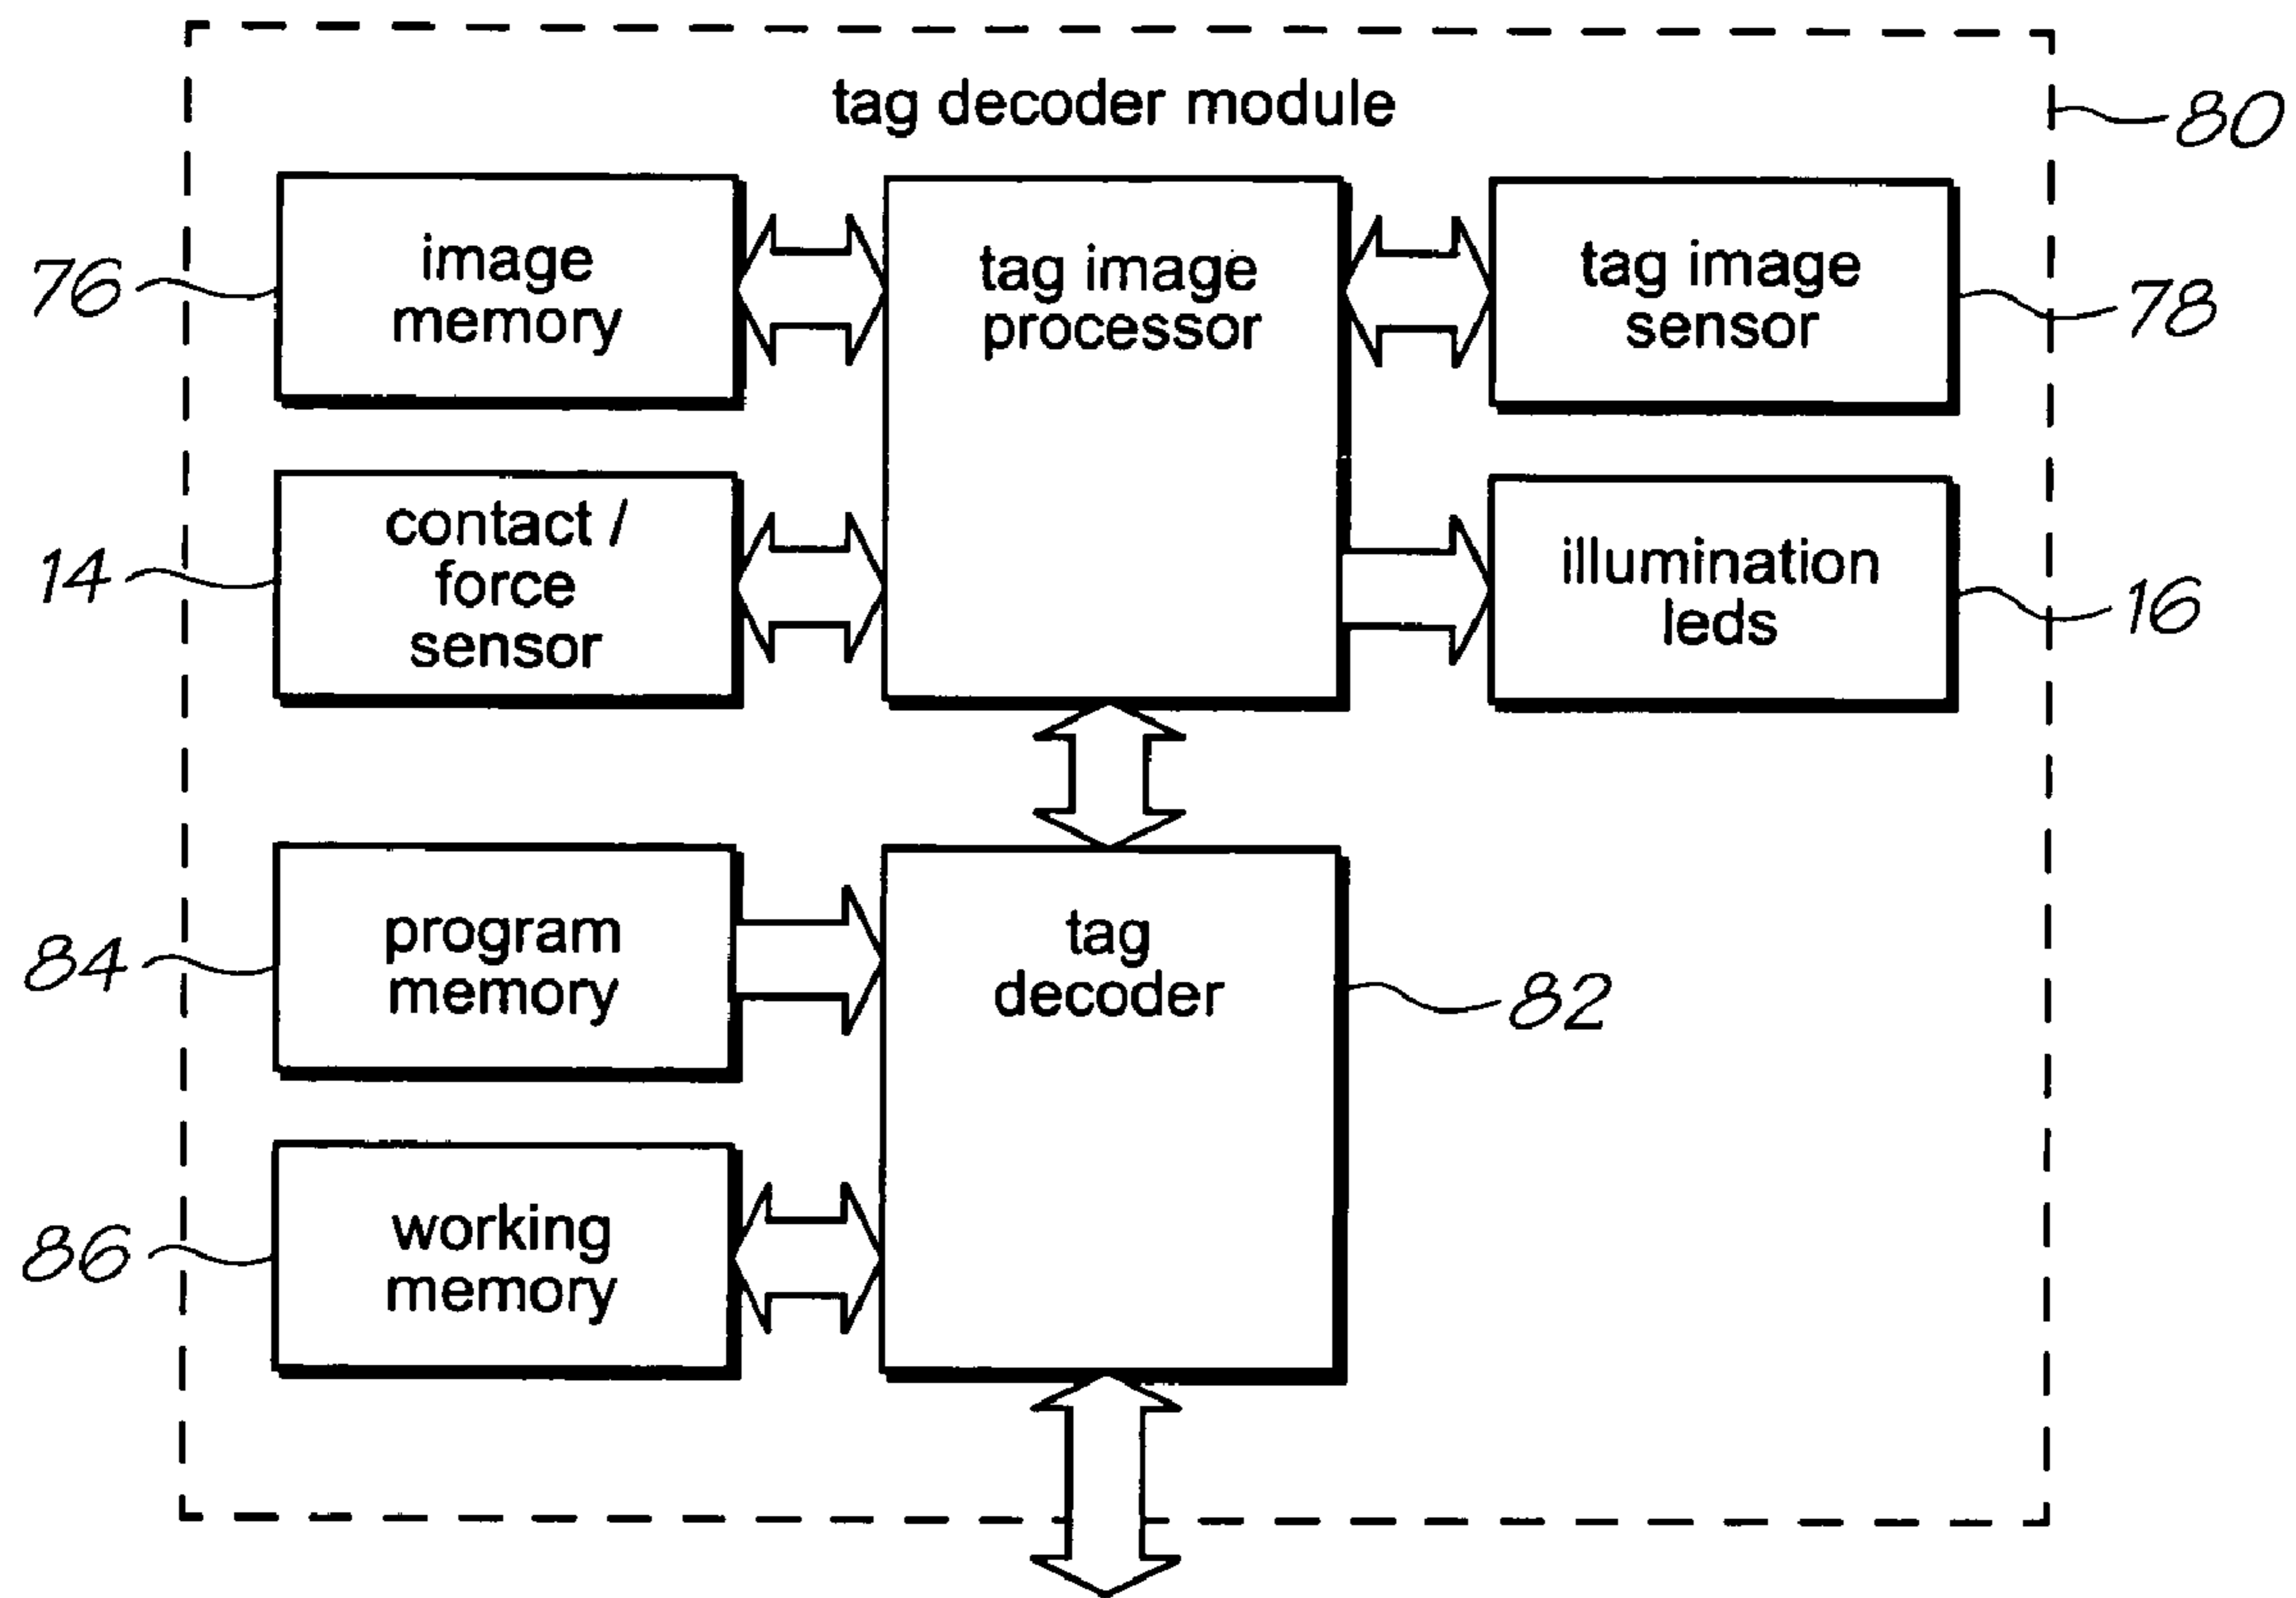 tag decoder module
80
76
image
memory
tag image
processor
tag image
sensor
78
14
contact /
force
sensor
illumination
leds
16
84
program
memory
tag
decoder
82
86
working
memory